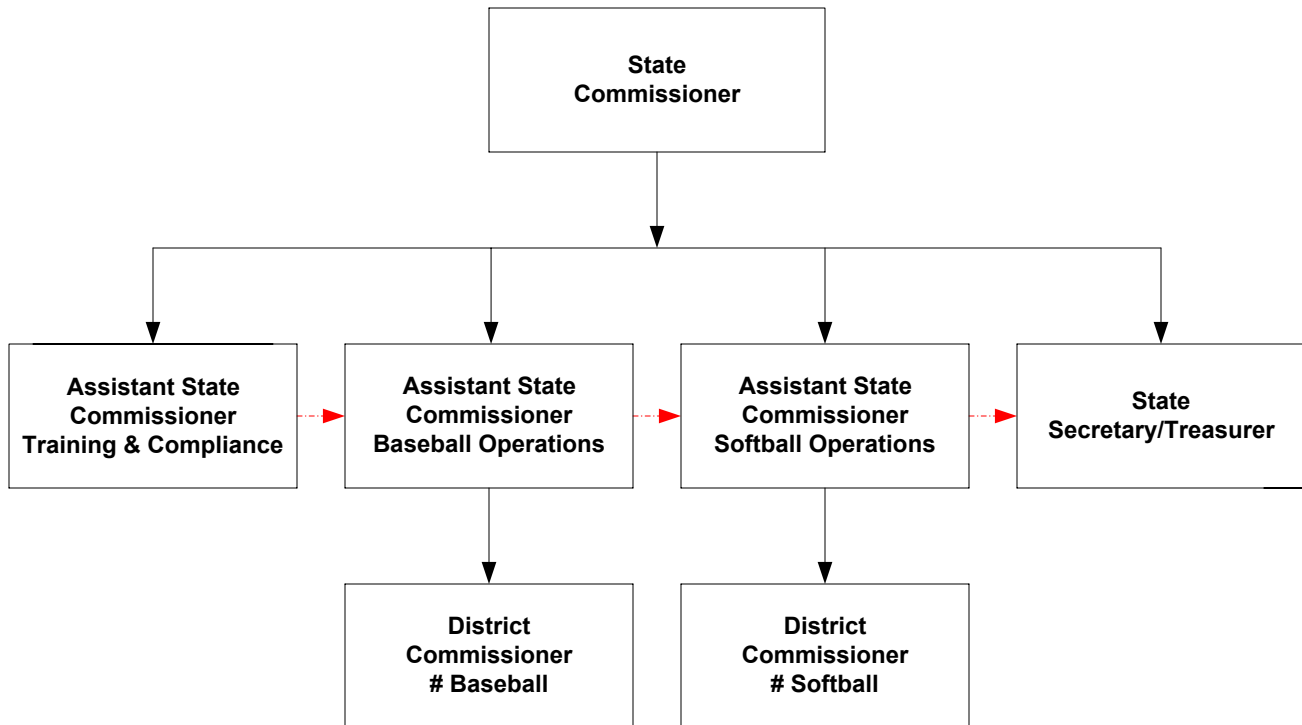 State
Commissioner
Assistant State
Commissioner
Training & Compliance
Assistant State
Commissioner
Baseball Operations
Assistant State
Commissioner
Softball Operations
State
Secretary/Treasurer
District
Commissioner
# Baseball
District
Commissioner
# Softball